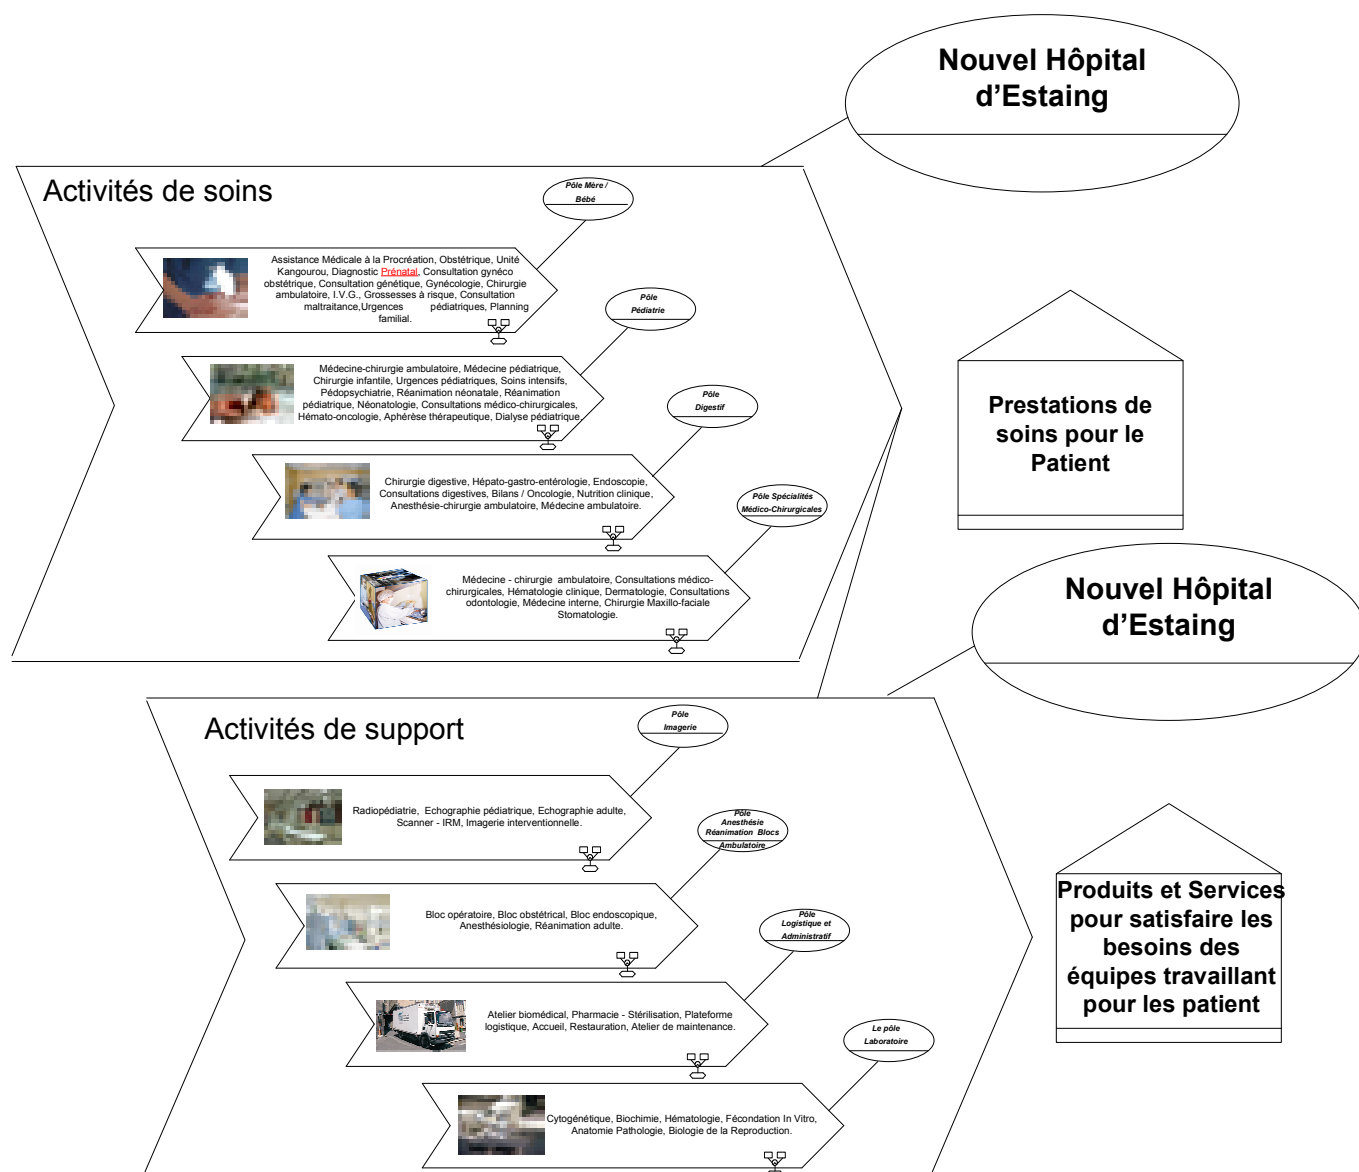 Nouvel Hôpital
d’Estaing
Activités de soins
Pôle Mère /
Bébé
Assistance Médicale à la Procréation, Obstétrique, Unité
Kangourou, Diagnostic Prénatal, Consultation gynéco
obstétrique, Consultation génétique, Gynécologie, Chirurgie
ambulatoire, I.V.G., Grossesses à risque, Consultation
maltraitance,Urgences pédiatriques, Planning
familial.
Pôle
Pédiatrie
Médecine-chirurgie ambulatoire, Médecine pédiatrique,
Chirurgie infantile, Urgences pédiatriques, Soins intensifs,
Pédopsychiatrie, Réanimation néonatale, Réanimation
pédiatrique, Néonatologie, Consultations médico-chirurgicales,
Hémato-oncologie, Aphérèse thérapeutique, Dialyse pédiatrique.
Pôle
Digestif
Chirurgie digestive, Hépato-gastro-entérologie, Endoscopie,
Consultations digestives, Bilans / Oncologie, Nutrition clinique,
Anesthésie-chirurgie ambulatoire, Médecine ambulatoire.
Pôle Spécialités
Médico-Chirurgicales
Médecine - chirurgie ambulatoire, Consultations médico-
chirurgicales, Hématologie clinique, Dermatologie, Consultations
odontologie, Médecine interne, Chirurgie Maxillo-faciale
Stomatologie.
Prestations de
soins pour le
Patient
Nouvel Hôpital
d’Estaing
Activités de support
Pôle
Imagerie
Radiopédiatrie, Echographie pédiatrique, Echographie adulte,
Scanner - IRM, Imagerie interventionnelle.
Pôle
Anesthésie
Réanimation Blocs
Ambulatoire
Bloc opératoire, Bloc obstétrical, Bloc endoscopique,
Anesthésiologie, Réanimation adulte.
Pôle
Logistique et
Administratif
Atelier biomédical, Pharmacie - Stérilisation, Plateforme
logistique, Accueil, Restauration, Atelier de maintenance.
Le pôle
Laboratoire
Cytogénétique, Biochimie, Hématologie, Fécondation In Vitro,
Anatomie Pathologie, Biologie de la Reproduction.
Produits et Services
pour satisfaire les
besoins des
équipes travaillant
pour les patient